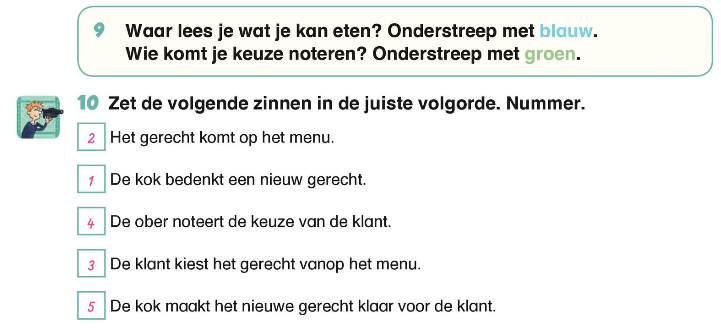 9 Waar lees je wat je kan eten? Onderstreep met blauw.
Wie komt je keuze noteren? Onderstreep met groen.
10 Zet de volgende zinnen in de juiste volgorde. Nummer.
2 Het gerecht komt op het menu.
1 De kok bedenkt een nieuw gerecht.
4 De ober noteert de keuze van de klant.
3 De klant kiest het gerecht vanop het menu.
5 De kok maakt het nieuwe gerecht klaar voor de klant.